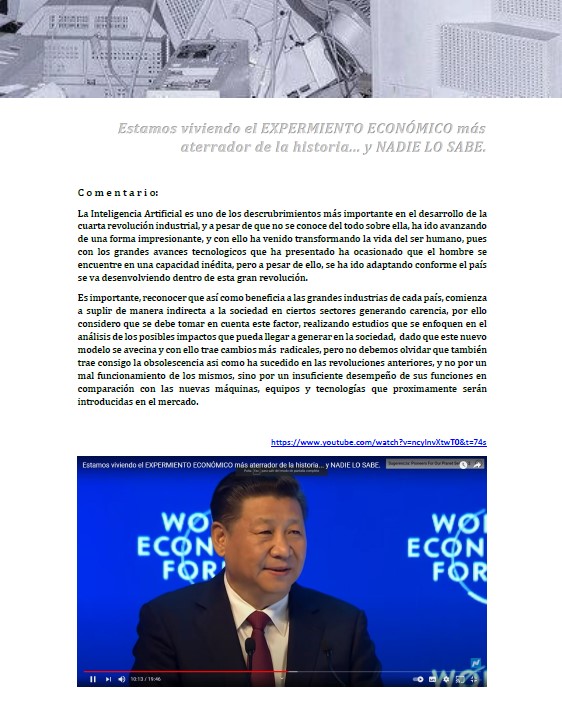 Estamos viviendo el EXPERMIENTO ECONÓMICO más
aterrador de la historia... y NADIE LO SABE.
Comentario:
La Inteligencia Artificial es uno de los descrubrimientos más importante en el desarrollo de la
cuarta revolución industrial, y a pesar de que no se conoce del todo sobre ella, ha ido avanzando
de una forma impresionante, y con ello ha venido transformando la vida del ser humano, pues
con los grandes avances tecnologicos que ha presentado ha ocasionado que el hombre se
encuentre en una capacidad inédita, pero a pesar de ello, se ha ido adaptando conforme el país
se va desenvolviendo dentro de esta gran revolución.
Es importante, reconocer que así como beneficia a las grandes industrias de cada país, comienza
a suplir de manera indirecta a la sociedad en ciertos sectores generando carencia, por ello
considero que se debe tomar en cuenta este factor, realizando estudios que se enfoquen en el
análisis de los posibles impactos que pueda llegar a generar en la sociedad, dado que este nuevo
modelo se avecina y con ello trae cambios más radicales, pero no debemos olvidar que también
trae consigo la obsolescencia así como ha sucedido en las revoluciones anteriores, y no por un
mal funcionamiento de los mismos, sino por un insuficiente desempeño de sus funciones en
comparación con las nuevas máquinas, equipos y tecnologías que proximamente serán
introducidas en el mercado.
https://www.youtube.com/watch?v=ncyInvXtwT0&t=74s
Estamos viviendo el EXPERMIENTO ECONÓMICO más aterrador de la historia... y NADIE LO SABE.
WO
ECON
FOR
WO
ECON
FOR
10:13 / 19:46